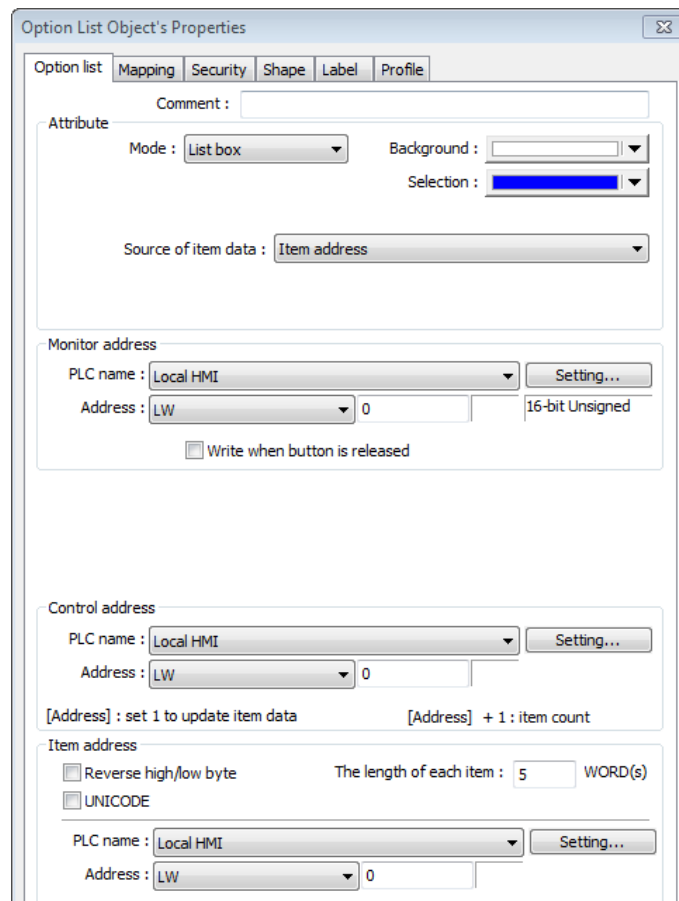 Option List Object's Properties
Option list Mapping Security Shape Label Profile
Comment :
Attribute
Mode : List box Background :
Selection :
Source of item data : Item address
Monitor address
PLC name : Local HMI Setting...
Address : LW 0 16-bit Unsigned
Write when button is released
Control address
PLC name : Local HMI Setting...
Address : LW 0
[Address] : set 1 to update item data [Address] + 1 : item count
Item address
Reverse high/low byte The length of each item : 5 WORD(s)
UNICODE
PLC name : Local HMI Setting...
Address : LW 0